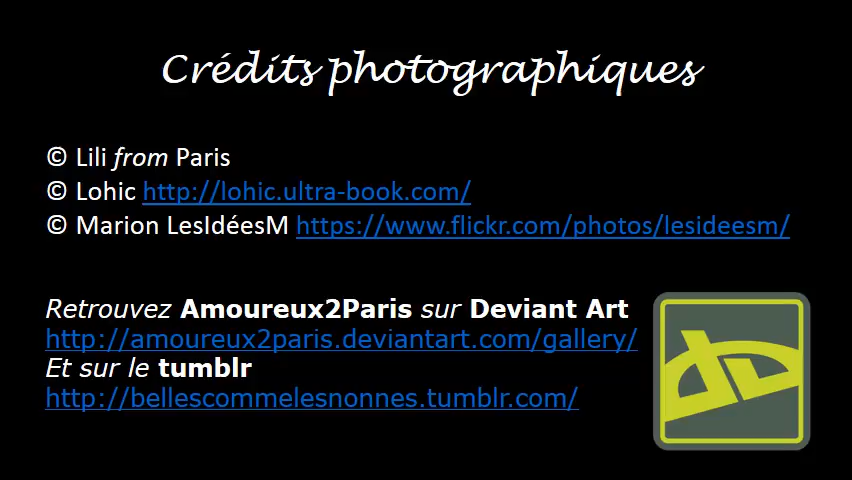 Crédits photographiques
© Lili from Paris
© Lohic http://lohic.ultra-book.com/
© Marion LesIdéesM https://www.flickr.com/photos/lesideesm/
Retrouvez Amoureux2Paris sur Deviant Art
http://amoureux2paris.deviantart.com/gallery/
Et sur le tumblr
http://bellescommelesnonnes.tumblr.com/